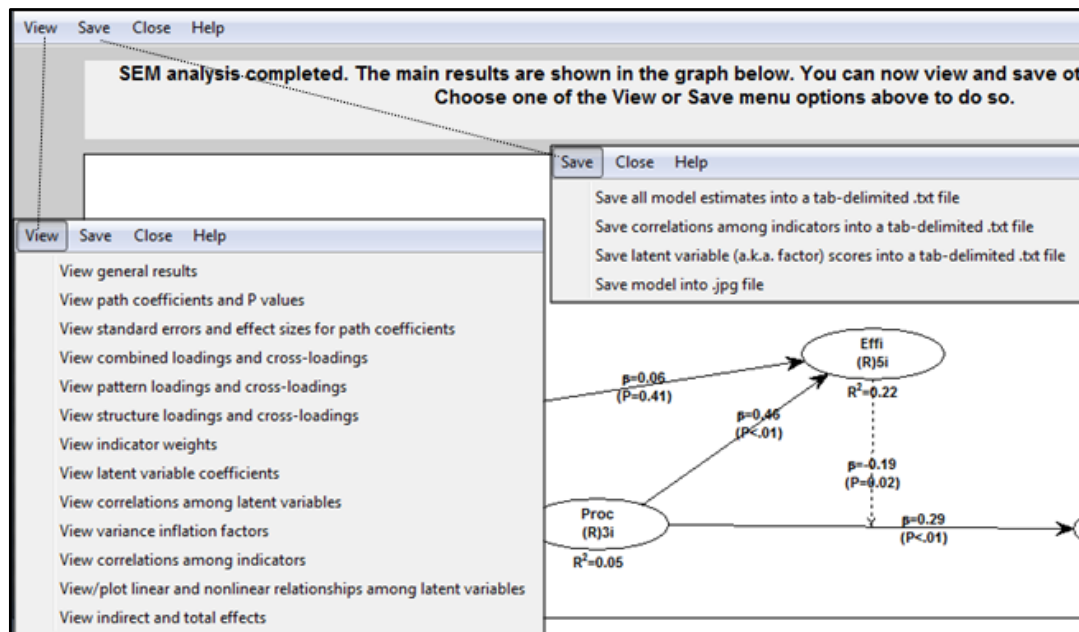 View Save Close Help
SEM analysis completed. The main results are shown in the graph below. You can now view and save ot
Choose one of the View or Save menu options above to do so.
Save Close Help
Save all model estimates into a tab-delimited .txt file
Save correlations among indicators into a tab-delimited .txt file
Save latent variable (a.k.a. factor) scores into a tab-delimited .txt file
Save model into .jpg file
View Save Close Help
View general results
View path coefficients and P values
View standard errors and effect sizes for path coefficients
View combined loadings and cross-loadings
View pattern loadings and cross-loadings
View structure loadings and cross-loadings
View indicator weights
View latent variable coefficients
View correlations among latent variables
View variance inflation factors
View correlations among indicators
View/plot linear and nonlinear relationships among latent variables
View indirect and total effects
Effi
(R)5i
R²=0.22
β=0.06
(P=0.41)
β=0.46
(P<.01)
β=-0.19
(P=0.02)
Proc
(R)3i
R²=0.05
β=0.29
(P<.01)